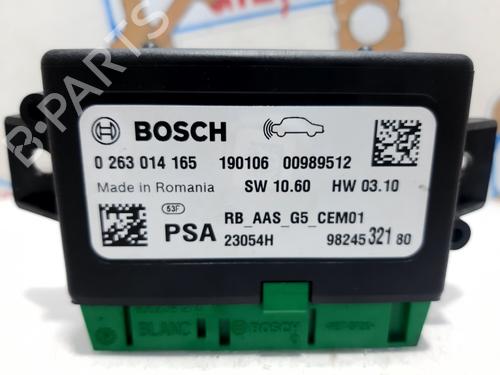 BOSCH
0 263 014 165 190106 00989512
Made in Romania SW 10.60 HW 03.10
53F
RB_AAS_G5_CEM01
PSA 23054H 98245 321 80
BLANC BOSCH
B-PARTS